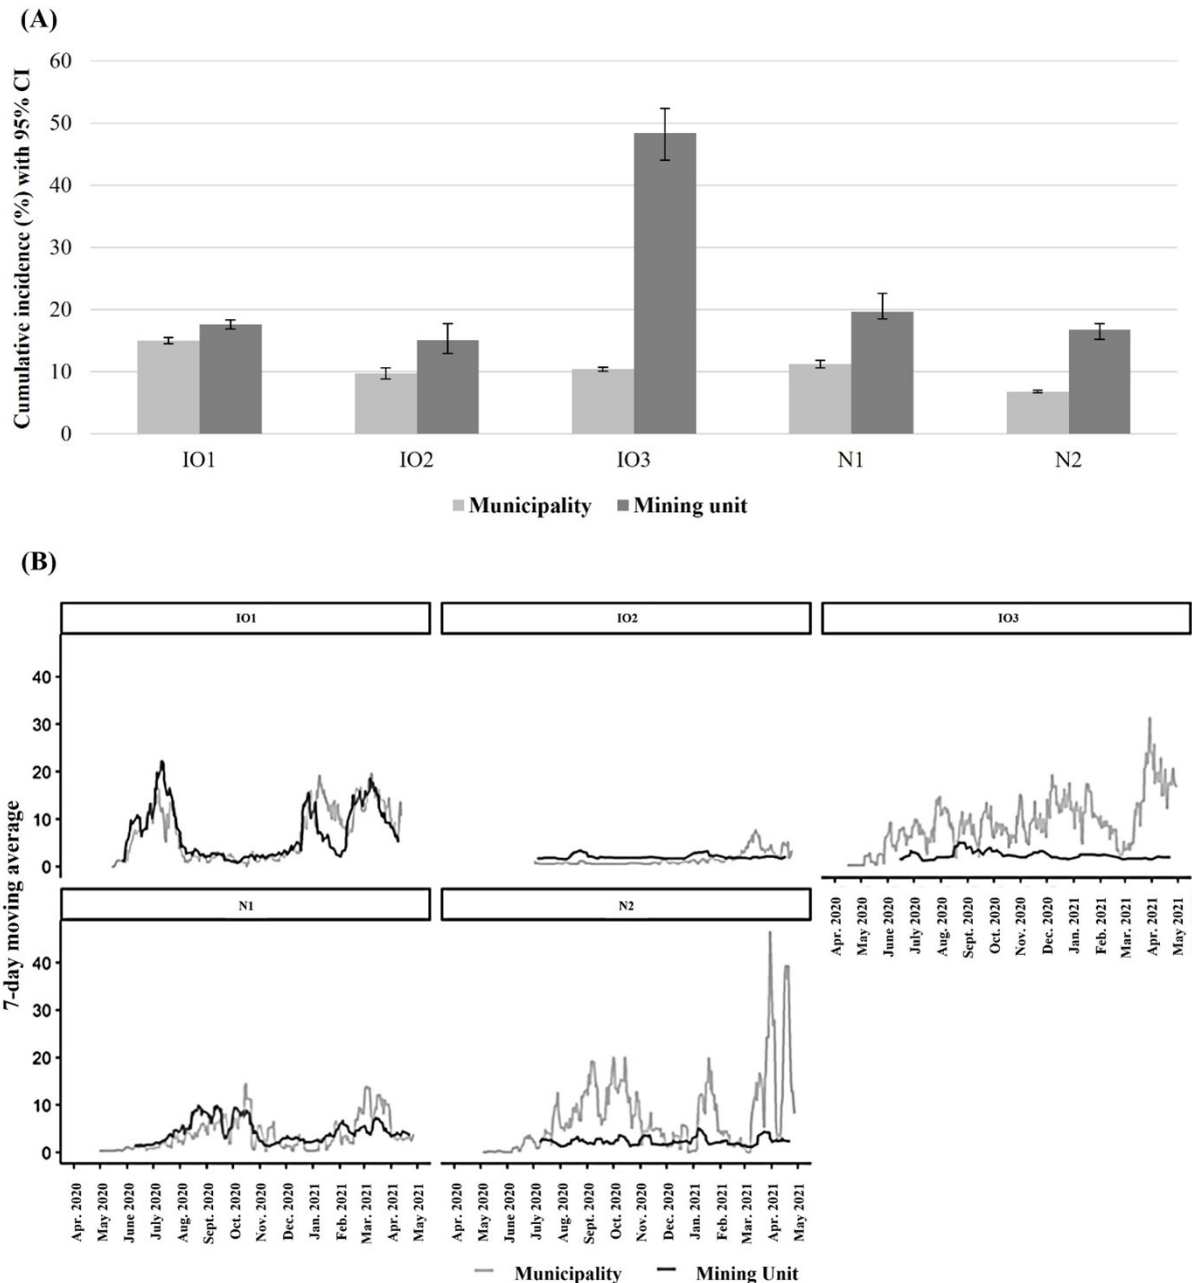 (A)
Cumulative incidence (%) with 95% CI
60
50
40
30
20
10
0
IO1 IO2 IO3 N1 N2
Municipality Mining unit
(B)
7-day moving average
IO1 IO2 IO3
40
30
20
10
0
Apr. 2020 May 2020 June 2020 July 2020 Aug. 2020 Sept. 2020 Oct. 2020 Nov. 2020 Dec. 2020 Jan. 2021 Feb. 2021 Mar. 2021 Apr. 2021 May 2021
N1 N2
40
30
20
10
0
Apr. 2020 May 2020 June 2020 July 2020 Aug. 2020 Sept. 2020 Oct. 2020 Nov. 2020 Dec. 2020 Jan. 2021 Feb. 2021 Mar. 2021 Apr. 2021 May 2021
Apr. 2020 May 2020 June 2020 July 2020 Aug. 2020 Sept. 2020 Oct. 2020 Nov. 2020 Dec. 2020 Jan. 2021 Feb. 2021 Mar. 2021 Apr. 2021 May 2021
Municipality Mining Unit